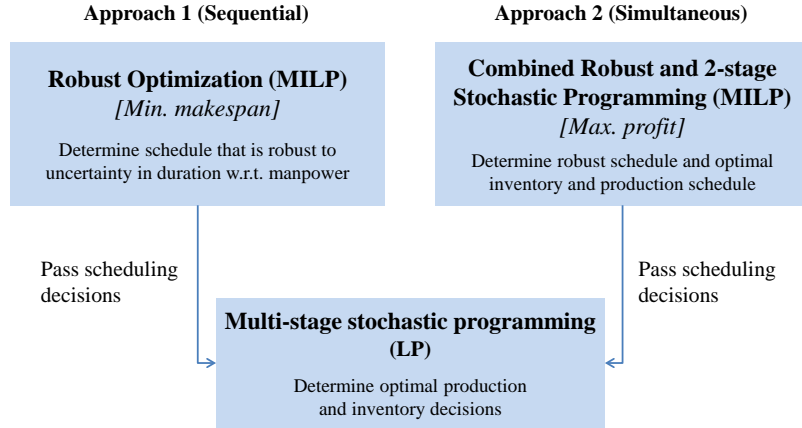 Approach 1 (Sequential)
Robust Optimization (MILP)
[Min. makespan]
Determine schedule that is robust to
uncertainty in duration w.r.t. manpower
Pass scheduling
decisions
Approach 2 (Simultaneous)
Combined Robust and 2-stage
Stochastic Programming (MILP)
[Max. profit]
Determine robust schedule and optimal
inventory and production schedule
Pass scheduling
decisions
Multi-stage stochastic programming
(LP)
Determine optimal production
and inventory decisions